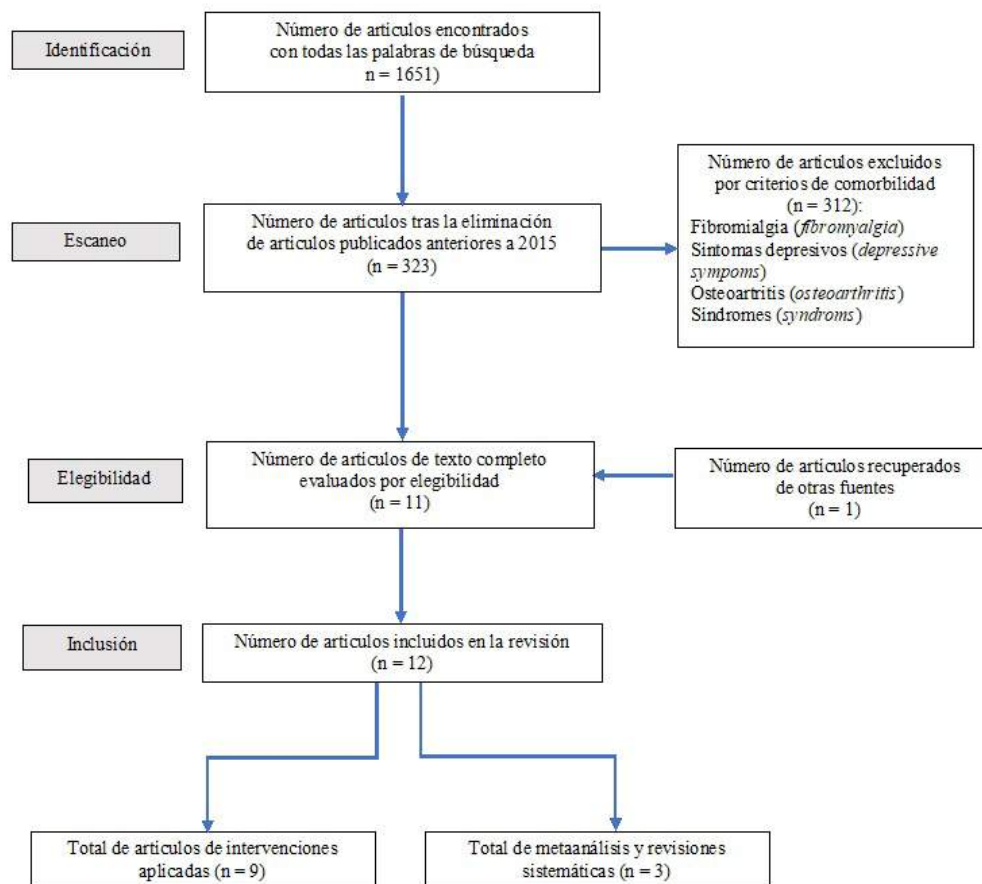 Identificación
Número de artículos encontrados
con todas las palabras de búsqueda
n = 1651)
Número de artículos excluidos
por criterios de comorbilidad
(n = 312):
Fibromialgia (fibromyalgia)
Síntomas depresivos (depressive
sympoms)
Osteoartritis (osteoarthritis)
Síndromes (syndroms)
Escaneo
Número de artículos tras la eliminación
de artículos publicados anteriores a 2015
(n = 323)
Elegibilidad
Número de artículos de texto completo
evaluados por elegibilidad
(n = 11)
Número de artículos recuperados
de otras fuentes
(n = 1)
Inclusión
Número de artículos incluidos en la revisión
(n = 12)
Total de artículos de intervenciones
aplicadas (n = 9)
Total de metaanálisis y revisiones
sistemáticas (n = 3)